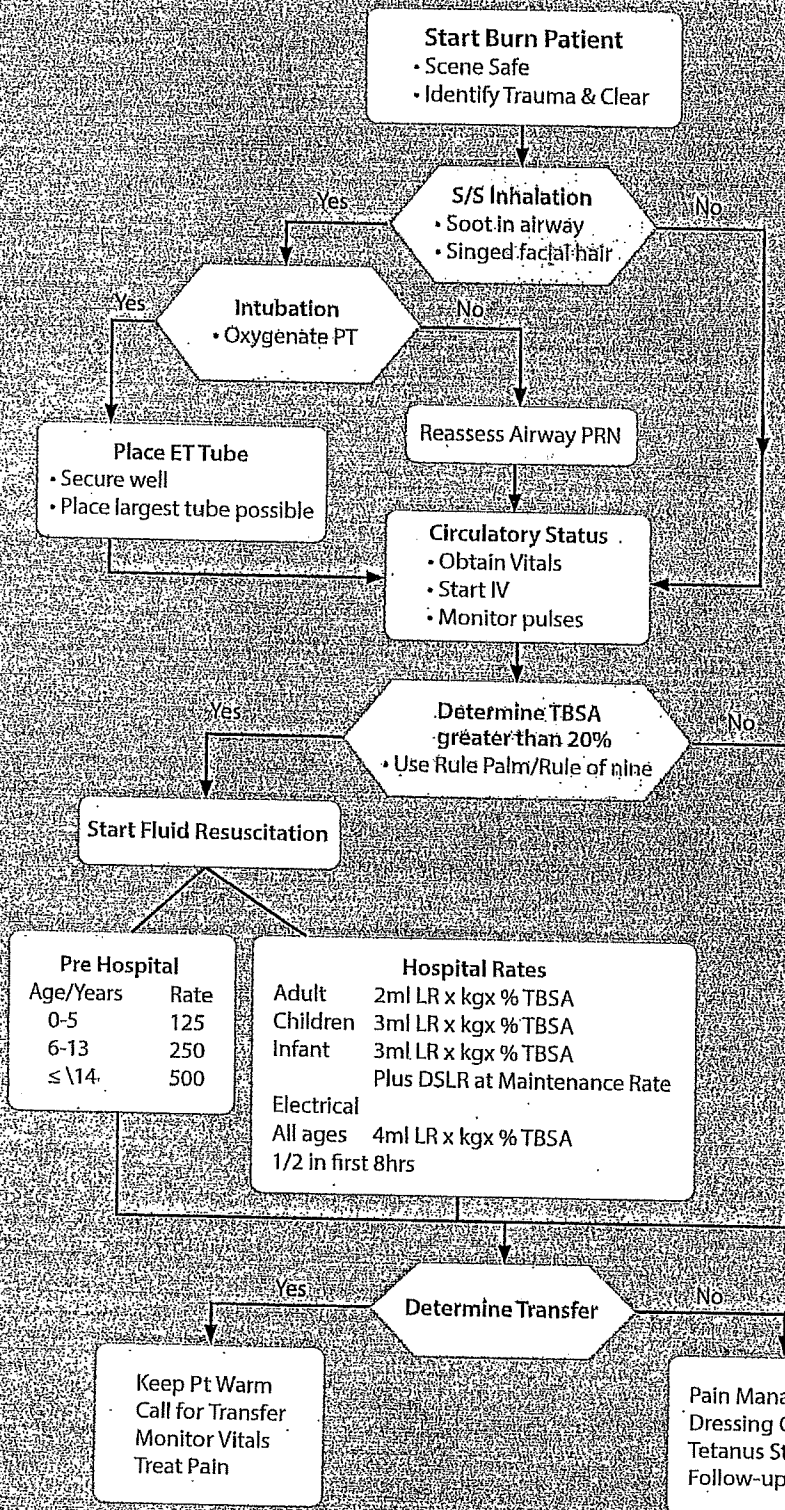 Start Burn Patient
• Scene Safe
• Identify Trauma & Clear
S/S Inhalation
• Soot in airway
• Singed facial hair
Yes
No
Intubation
• Oxygenate PT
Yes
No
Place ET Tube
• Secure well
• Place largest tube possible
Reassess Airway PRN
Circulatory Status
• Obtain Vitals
• Start IV
• Monitor pulses
Determine TBSA
greater than 20%
• Use Rule Palm/Rule of nine
Yes
No
Start Fluid Resuscitation
Pre Hospital
Age/Years Rate
0-5 125
6-13 250
≤\14 500
Hospital Rates
Adult 2ml LR x kgx % TBSA
Children 3ml LR x kgx % TBSA
Infant 3ml LR x kgx % TBSA
Plus DSLR at Maintenance Rate
Electrical
All ages 4ml LR x kgx % TBSA
1/2 in first 8hrs
Determine Transfer
Yes
No
Keep Pt Warm
Call for Transfer
Monitor Vitals
Treat Pain
Pain
Dressing
Tetanus
Follow-up